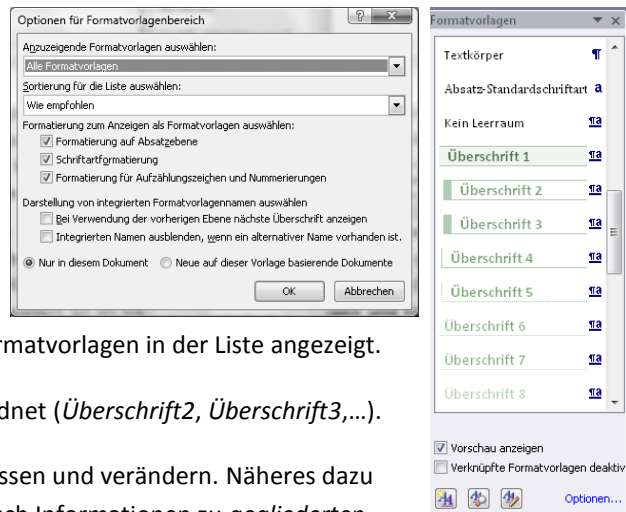 Optionen für Formatvorlagenbereich
Anzuzeigende Formatvorlagen auswählen:
Alle Formatvorlagen
Sortierung für die Liste auswählen:
Wie empfohlen
Formatierung zum Anzeigen als Formatvorlagen auswählen:
Formatierung auf Absatzebene
Schriftartformatierung
Formatierung für Aufzählungszeichen und Nummerierungen
Darstellung von integrierten Formatvorlagennamen auswählen
Bei Verwendung der vorherigen Ebene nächste Überschrift anzeigen
Integrierten Namen ausblenden, wenn ein alternativer Name vorhanden ist.
Nur in diesem Dokument Neue auf dieser Vorlage basierende Dokumente
OK Abbrechen
rmatvorlagen in der Liste angezeigt.
dnet (Überschrift2, Überschrift3,…).
ssen und verändern. Näheres dazu
Formatvorlagen
Textkörper ¶
Absatz-Standardschriftart a
Kein Leerraum ¶a
Überschrift 1 ¶a
Überschrift 2 ¶a
Überschrift 3 ¶a
Überschrift 4 ¶a
Überschrift 5 ¶a
Überschrift 6 ¶a
Überschrift 7 ¶a
Überschrift 8 ¶a
Vorschau anzeigen
Verknüpfte Formatvorlagen deaktiv
Optionen...